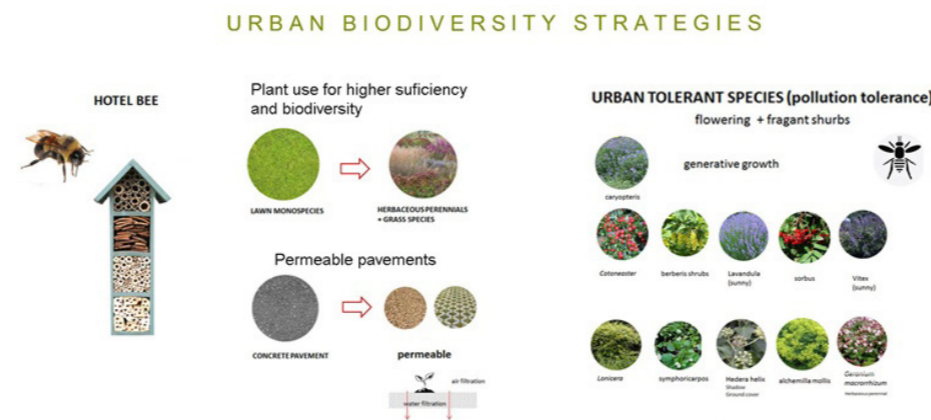 URBAN BIODIVERSITY STRATEGIES
HOTEL BEE
Plant use for higher suficiency
and biodiversity
LAWN MONOSPECIES
HERBACEOUS PERENNIALS
+ GRASS SPECIES
Permeable pavements
CONCRETE PAVEMENT
permeable
air filtration
water filtration
URBAN TOLERANT SPECIES (pollution tolerance)
flowering + fragant shurbs
generative growth
caryopteris
Cotoneaster
berberis shrubs
Lavandula
(sunny)
sorbus
Vitex
(sunny)
Lonicera
symphoricarpos
Hedera helix
Shadow
Ground cover
alchemilla mollis
Geranium
macrorrhizum
Herbaceous perennial